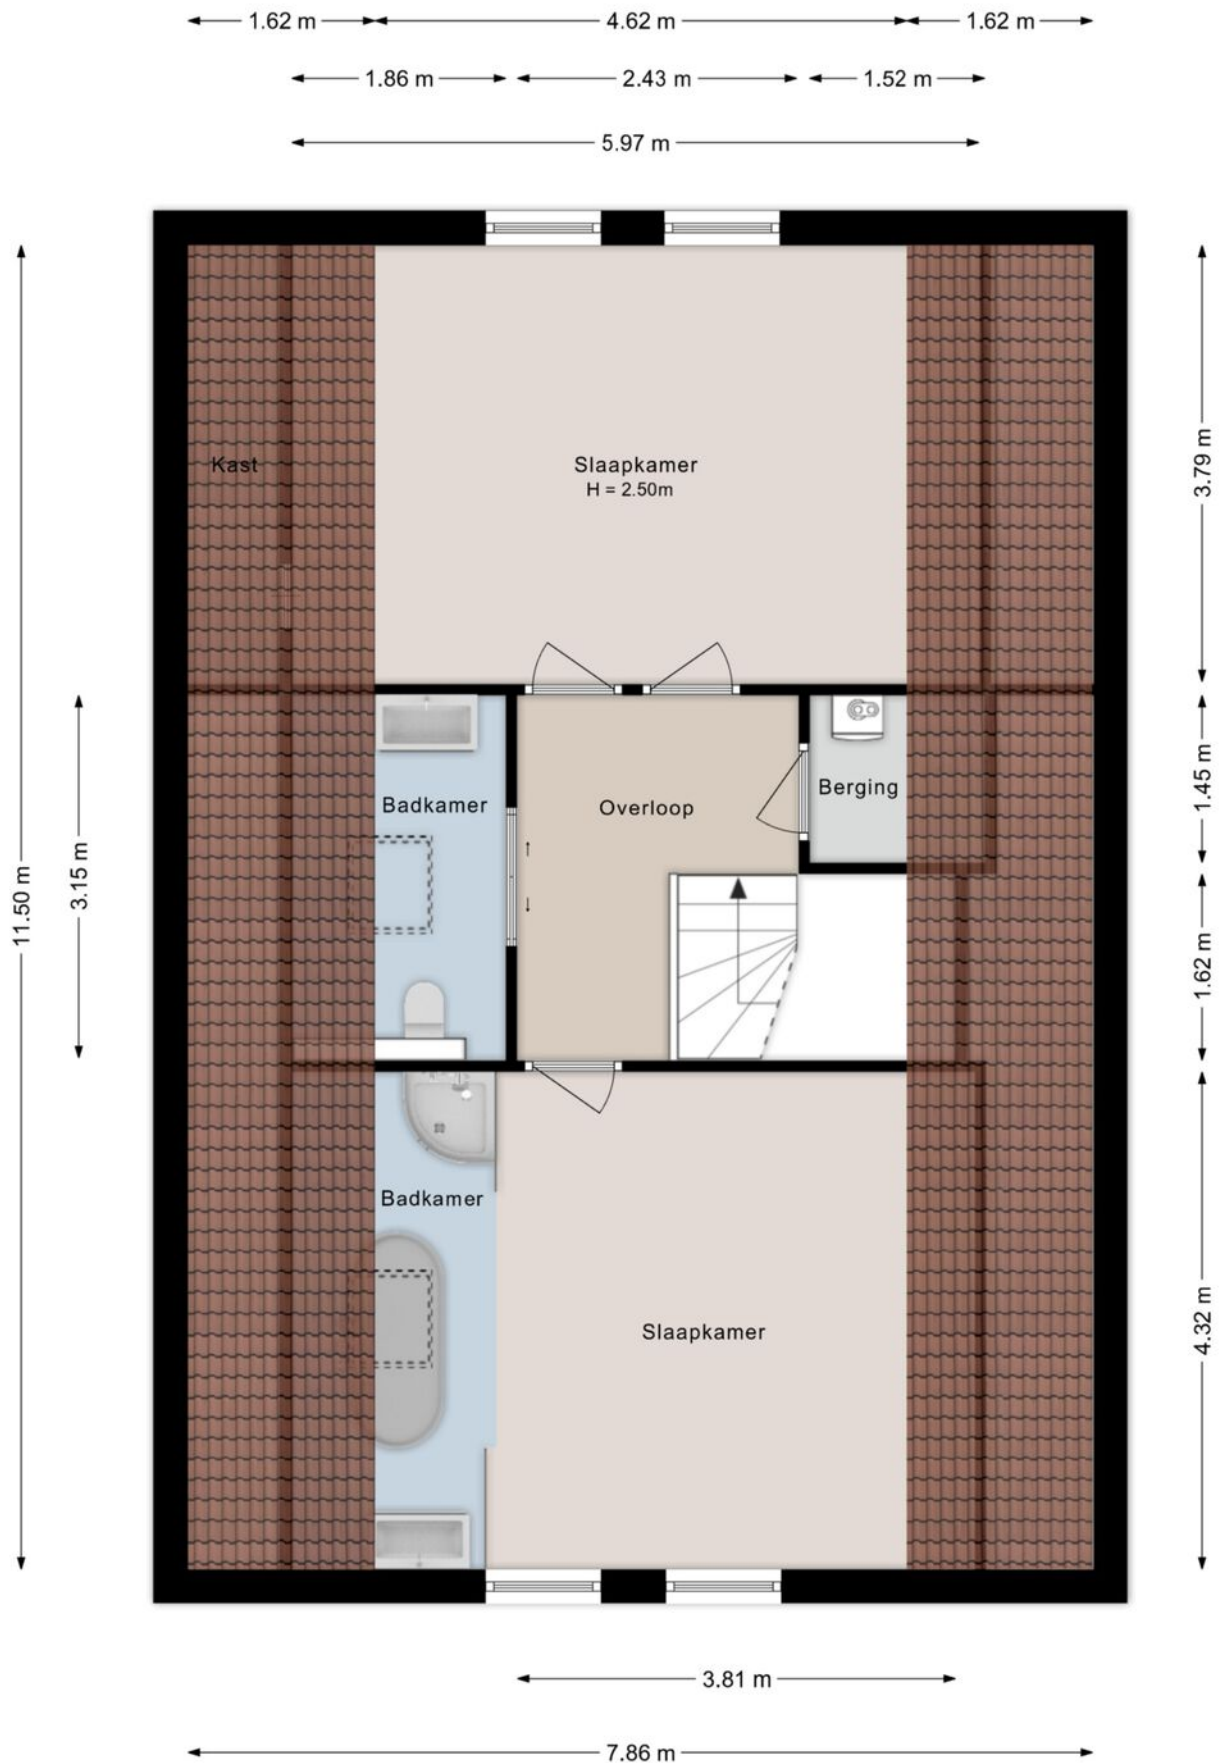 1.62 m
4.62 m
1.62 m
1.86 m
2.43 m
1.52 m
5.97 m
Kast
Slaapkamer
H = 2.50m
3.79 m
Badkamer
Overloop
Berging
1.45 m
3.15 m
11.50 m
1.62 m
Badkamer
Slaapkamer
4.32 m
3.81 m
7.86 m